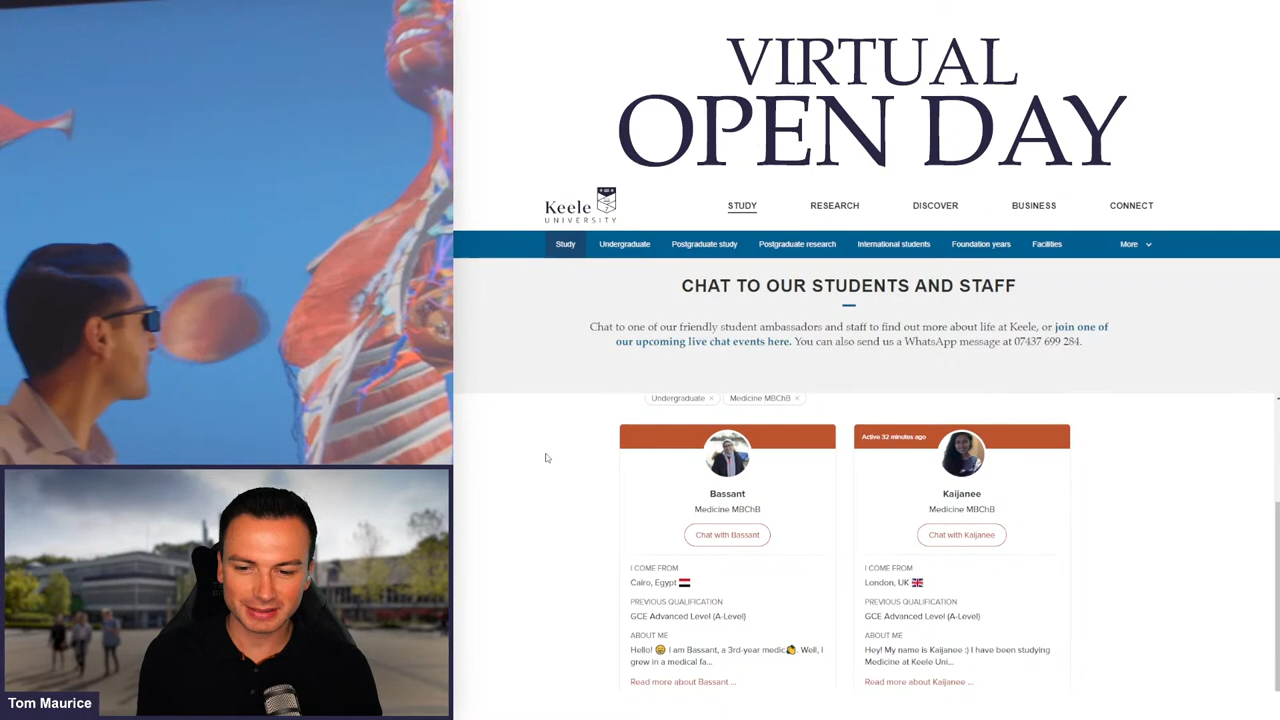 VIRTUAL
OPEN DAY
Keele
UNIVERSITY
STUDY
RESEARCH
DISCOVER
BUSINESS
CONNECT
Study
Undergraduate
Postgraduate study
Postgraduate research
International students
Foundation years
Facilities
More
CHAT TO OUR STUDENTS AND STAFF
Chat to one of our friendly student ambassadors and staff to find out more about life at Keele, or join one of
our upcoming live chat events here. You can also send us a WhatsApp message at 07437 699 284.
Undergraduate ×
Medicine MBChB ×
Bassant
Medicine MBChB
Chat with Bassant
I COME FROM
Cairo, Egypt 🇪🇬
PREVIOUS QUALIFICATION
GCE Advanced Level (A-Level)
ABOUT ME
Hello! 😄 I am Bassant, a 3rd-year medic. Well, I
grew in a medical fa...
Read more about Bassant ...
Active 32 minutes ago
Kaijanee
Medicine MBChB
Chat with Kaijanee
I COME FROM
London, UK 🇬🇧
PREVIOUS QUALIFICATION
GCE Advanced Level (A-Level)
ABOUT ME
Hey! My name is Kaijanee :) I have been studying
Medicine at Keele Uni...
Read more about Kaijanee ...
Tom Maurice